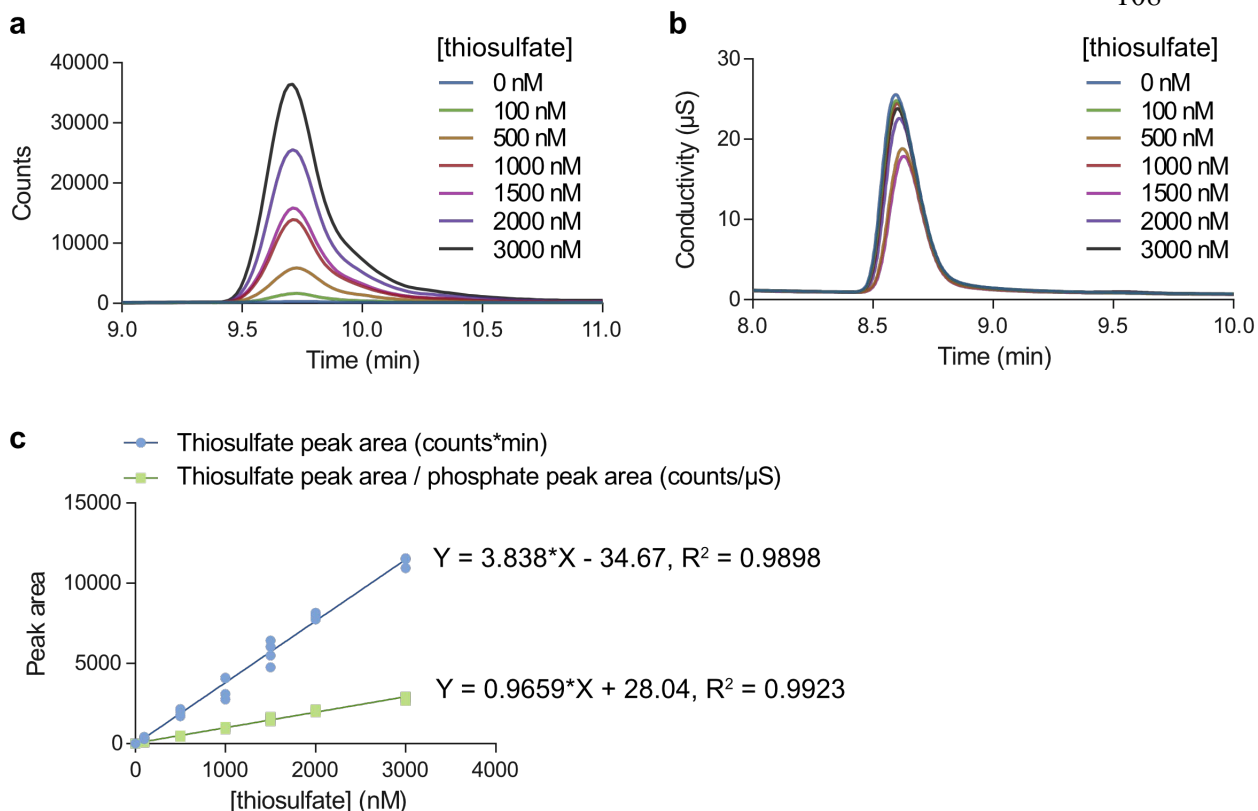 a
[thiosulfate]
0 nM
100 nM
500 nM
1000 nM
1500 nM
2000 nM
3000 nM
Counts
40000
30000
20000
10000
0
9.0 9.5 10.0 10.5 11.0
Time (min)
b
[thiosulfate]
0 nM
100 nM
500 nM
1000 nM
1500 nM
2000 nM
3000 nM
Conductivity (µS)
30
20
10
0
8.0 8.5 9.0 9.5 10.0
Time (min)
c
Thiosulfate peak area (counts*min)
Thiosulfate peak area / phosphate peak area (counts/µS)
Peak area
15000
10000
5000
0
Y = 3.838*X - 34.67, R² = 0.9898
Y = 0.9659*X + 28.04, R² = 0.9923
0 1000 2000 3000 4000
[thiosulfate] (nM)